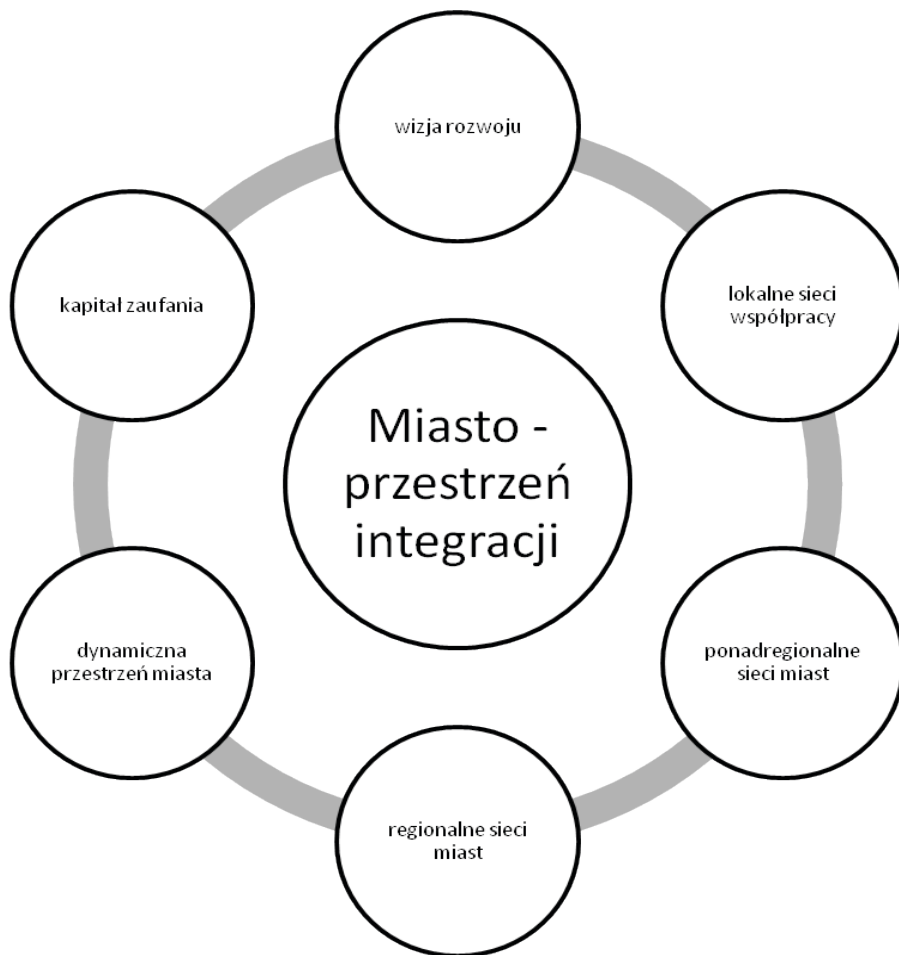 wizja rozwoju
lokalne sieci
współpracy
ponadregionalne
sieci miast
regionalne sieci
miast
dynamiczna
przestrzeń miasta
kapitał zaufania
Miasto -
przestrzeń
integracji